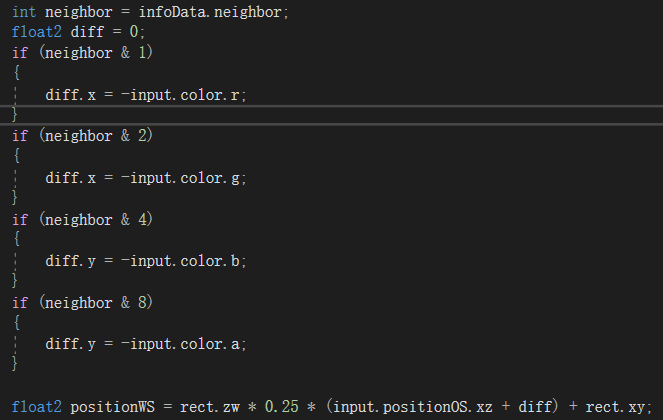 int neighbor = infoData.neighbor;
float2 diff = 0;
if (neighbor & 1)
{
diff.x = -input.color.r;
}
if (neighbor & 2)
{
diff.x = -input.color.g;
}
if (neighbor & 4)
{
diff.y = -input.color.b;
}
if (neighbor & 8)
{
diff.y = -input.color.a;
}
float2 positionWS = rect.zw * 0.25 * (input.positionOS.xz + diff) + rect.xy;